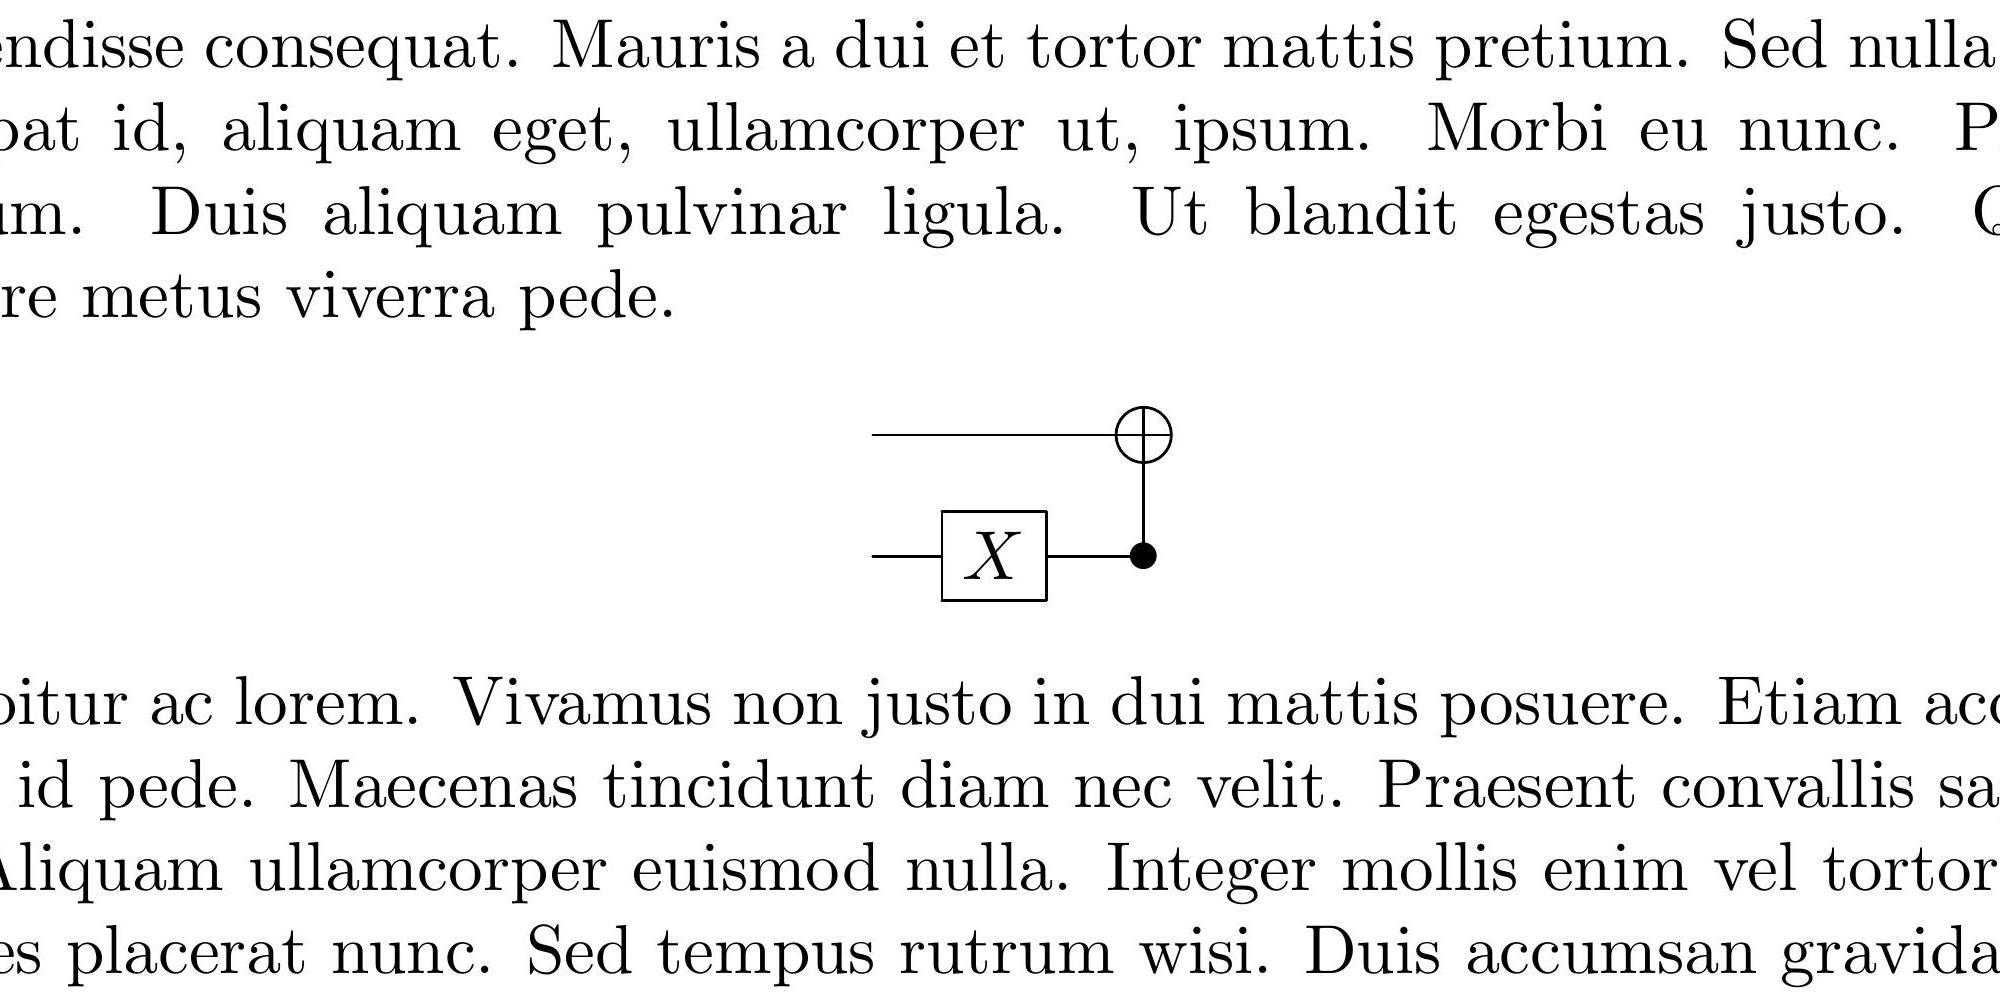 endisse consequat. Mauris a dui et tortor mattis pretium. Sed nulla
pat id, aliquam eget, ullamcorper ut, ipsum. Morbi eu nunc. P
um. Duis aliquam pulvinar ligula. Ut blandit egestas justo. Q
re metus viverra pede.
X
bitur ac lorem. Vivamus non justo in dui mattis posuere. Etiam acc
id pede. Maecenas tincidunt diam nec velit. Praesent convallis sa
Aliquam ullamcorper euismod nulla. Integer mollis enim vel tortor
es placerat nunc. Sed tempus rutrum wisi. Duis accumsan gravida